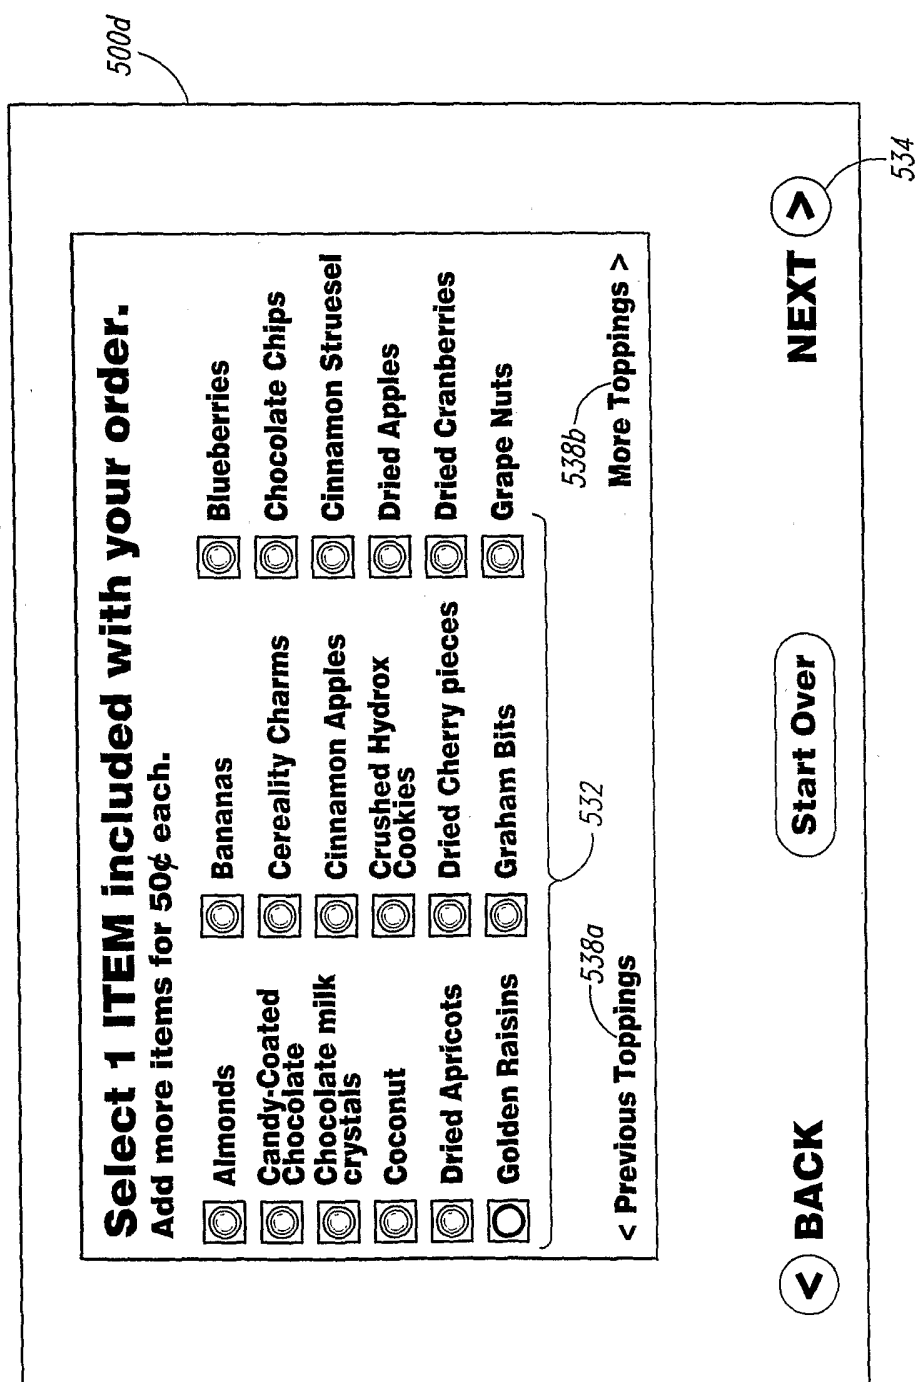 500d
Select 1 ITEM included with your order.
Add more items for 50¢ each.
Almonds
Bananas
Blueberries
Candy-Coated
Chocolate
Cereality Charms
Chocolate Chips
Chocolate milk
crystals
Cinnamon Apples
Cinnamon Struesel
Coconut
Crushed Hydrox
Cookies
Dried Apples
Dried Apricots
Dried Cherry pieces
Dried Cranberries
Golden Raisins
Graham Bits
Grape Nuts
532
538a
538b
< Previous Toppings
More Toppings >
< BACK
Start Over
NEXT >
534